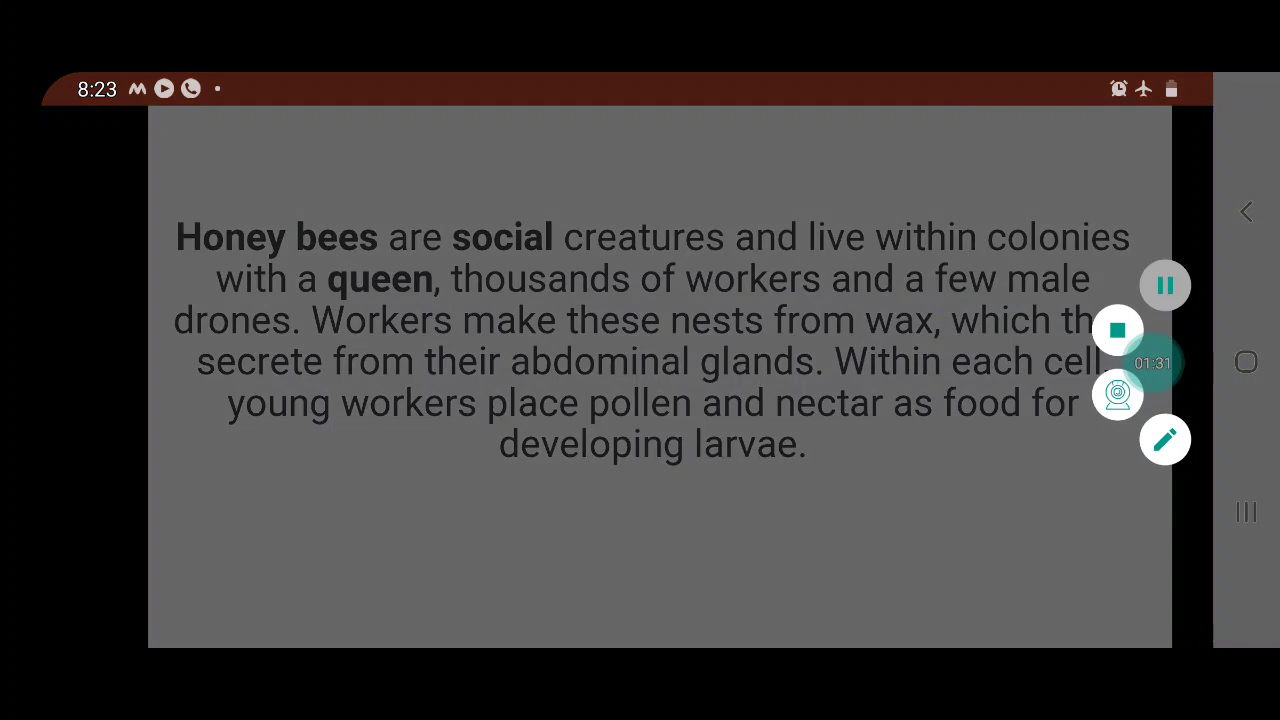 8:23
Honey bees are social creatures and live within colonies
with a queen, thousands of workers and a few male
drones. Workers make these nests from wax, which
secrete from their abdominal glands. Within each cell
young workers place pollen and nectar as food for
developing larvae.
01:31